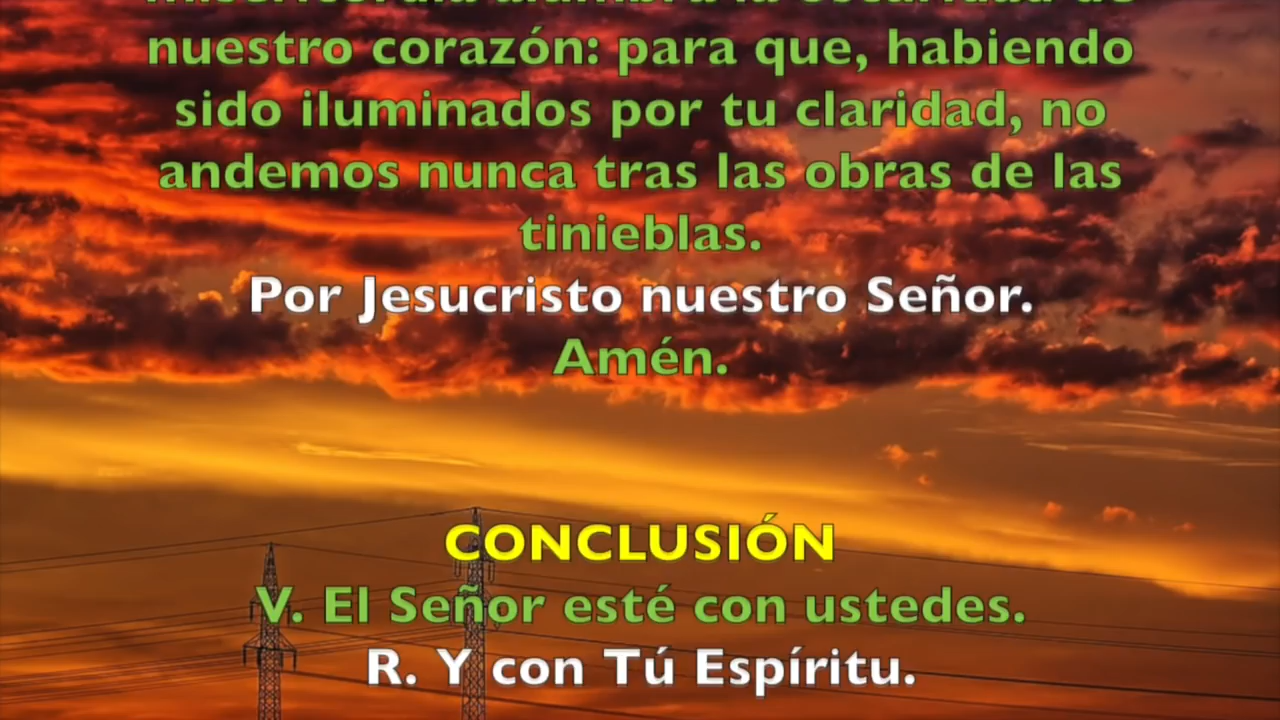 nuestro corazón: para que, habiendo
sido iluminados por tu claridad, no
andemos nunca tras las obras de las
tinieblas.
Por Jesucristo nuestro Señor.
Amén.
CONCLUSIÓN
V. El Señor esté con ustedes.
R. Y con Tú Espíritu.